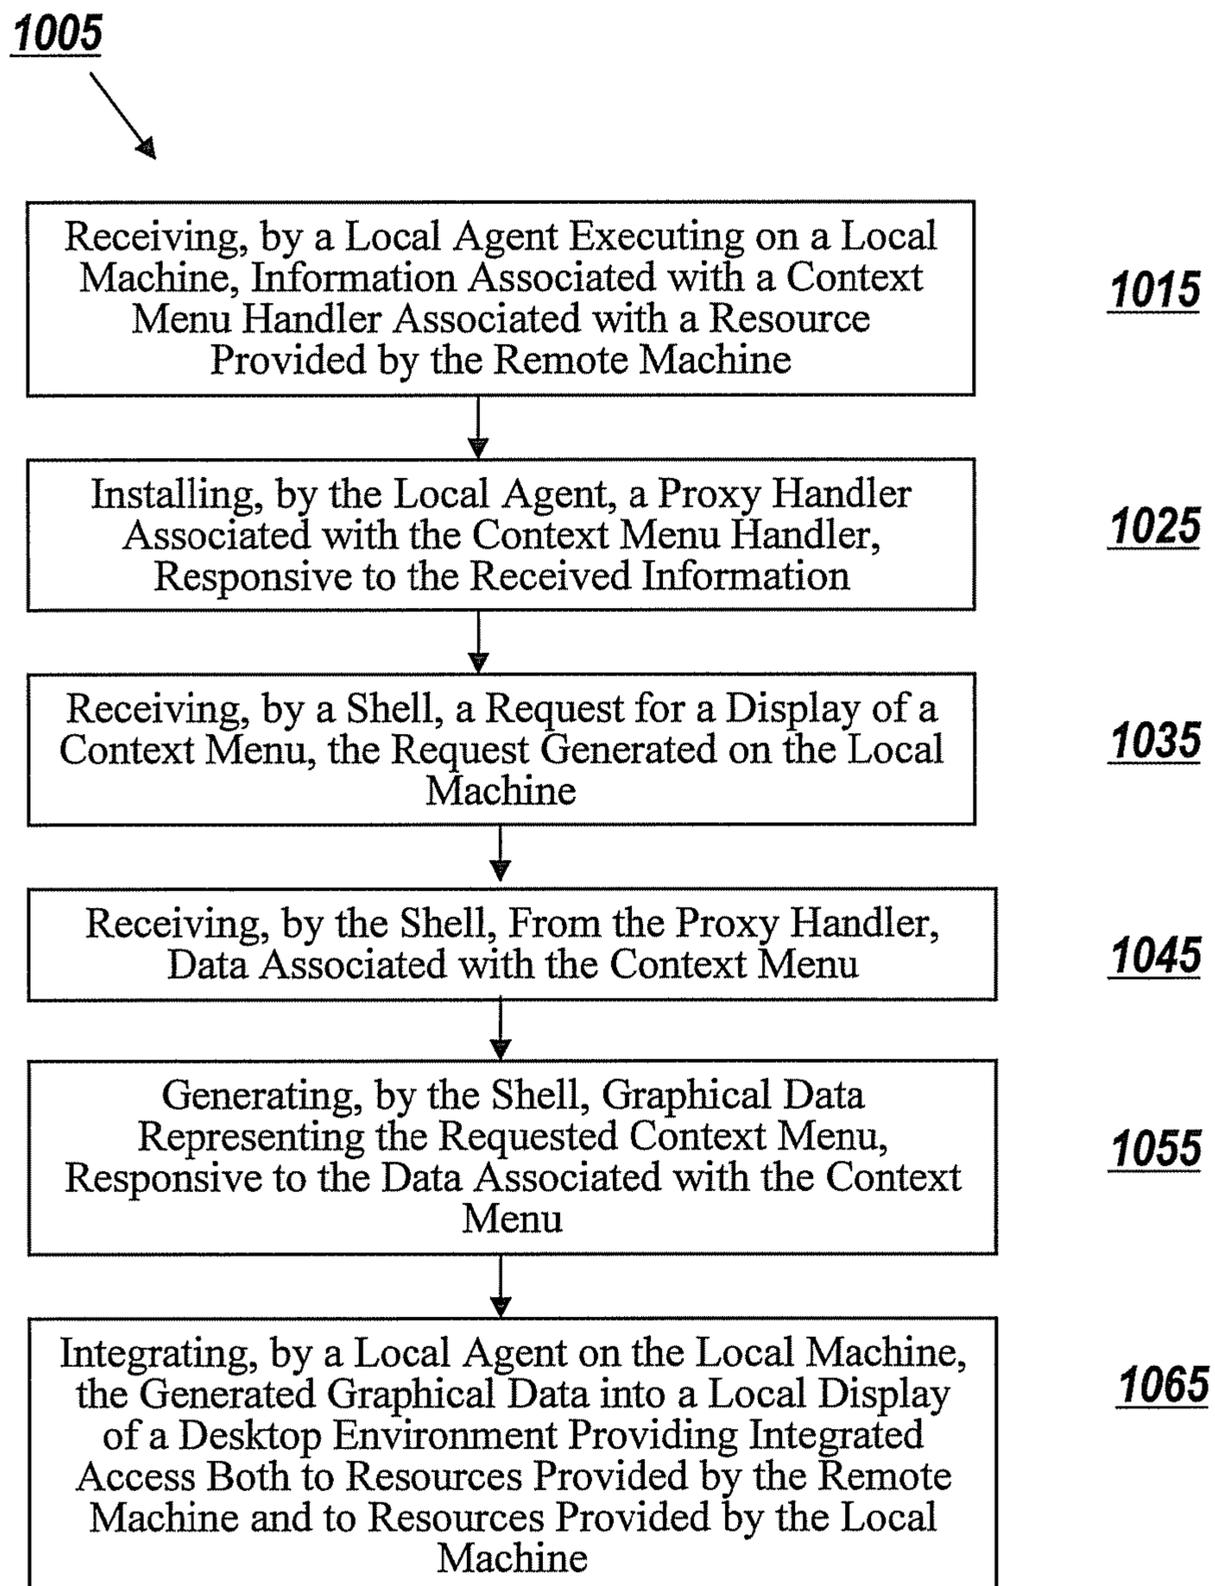 1005
Receiving, by a Local Agent Executing on a Local
Machine, Information Associated with a Context
Menu Handler Associated with a Resource
Provided by the Remote Machine
1015
Installing, by the Local Agent, a Proxy Handler
Associated with the Context Menu Handler,
Responsive to the Received Information
1025
Receiving, by a Shell, a Request for a Display of a
Context Menu, the Request Generated on the Local
Machine
1035
Receiving, by the Shell, From the Proxy Handler,
Data Associated with the Context Menu
1045
Generating, by the Shell, Graphical Data
Representing the Requested Context Menu,
Responsive to the Data Associated with the Context
Menu
1055
Integrating, by a Local Agent on the Local Machine,
the Generated Graphical Data into a Local Display
of a Desktop Environment Providing Integrated
Access Both to Resources Provided by the Remote
Machine and to Resources Provided by the Local
Machine
1065